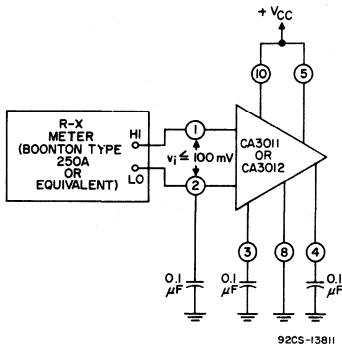 + VCC
10
5
R-X
METER
(BOONTON TYPE
250A
OR
EQUIVALENT)
HI
LO
1
vi ≤ 100 mV
2
CA3011
OR
CA3012
3
8
4
0.1
µF
0.1
µF
0.1
µF
92CS-13811